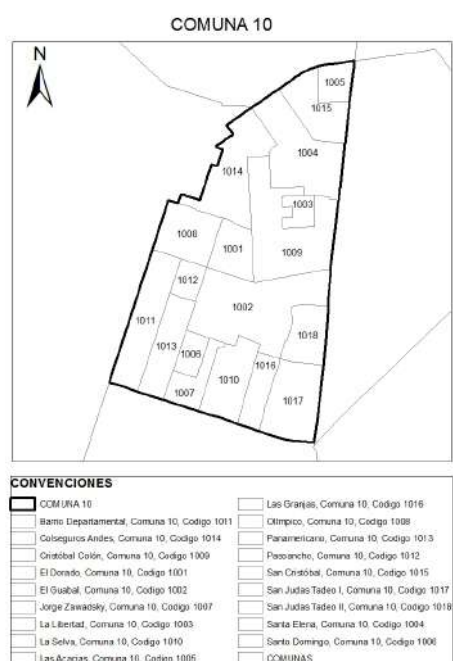 COMUNA 10
N
1005
1015
1004
1014
1003
1008
1001
1009
1012
1002
1011
1018
1013
1006
1016
1010
1007
1017
CONVENCIONES
COMUNA 10
Barrio Departamental, Comuna 10, Codigo 1011
Colseguros Andes, Comuna 10, Codigo 1014
Cristóbal Colón, Comuna 10, Codigo 1009
El Dorado, Comuna 10, Codigo 1001
El Guabal, Comuna 10, Codigo 1002
Jorge Zawadsky, Comuna 10, Codigo 1007
La Libertad, Comuna 10, Codigo 1003
La Selva, Comuna 10, Codigo 1010
Las Acacias, Comuna 10, Codigo 1005
Las Granjas, Comuna 10, Codigo 1016
Olimpico, Comuna 10, Codigo 1008
Panamericano, Comuna 10, Codigo 1013
Pasoancho, Comuna 10, Codigo 1012
San Cristóbal, Comuna 10, Codigo 1015
San Judas Tadeo I, Comuna 10, Codigo 1017
San Judas Tadeo II, Comuna 10, Codigo 1018
Santa Elena, Comuna 10, Codigo 1004
Santo Domingo, Comuna 10, Codigo 1006
COMUNAS